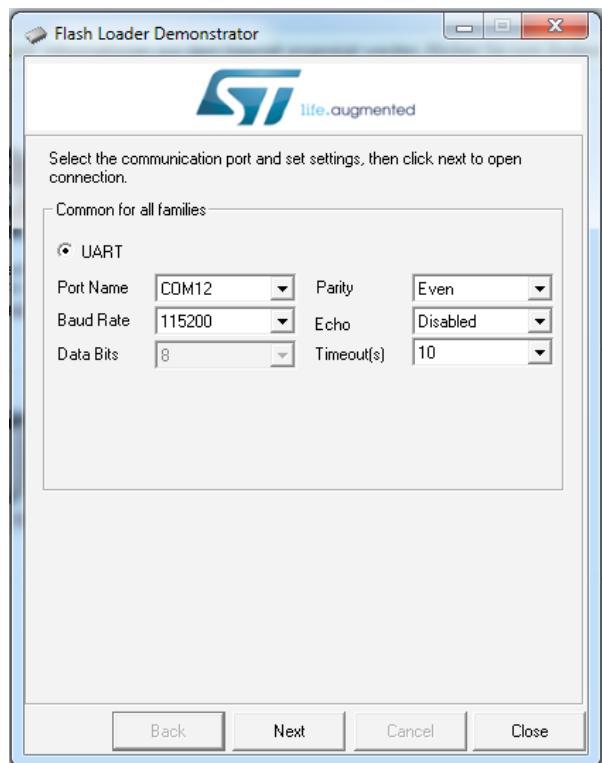 Flash Loader Demonstrator
ST
life.augmented
Select the communication port and set settings, then click next to open
connection.
Common for all families
UART
Port Name COM12 Parity Even
Baud Rate 115200 Echo Disabled
Data Bits 8 Timeout(s) 10
Back Next Cancel Close